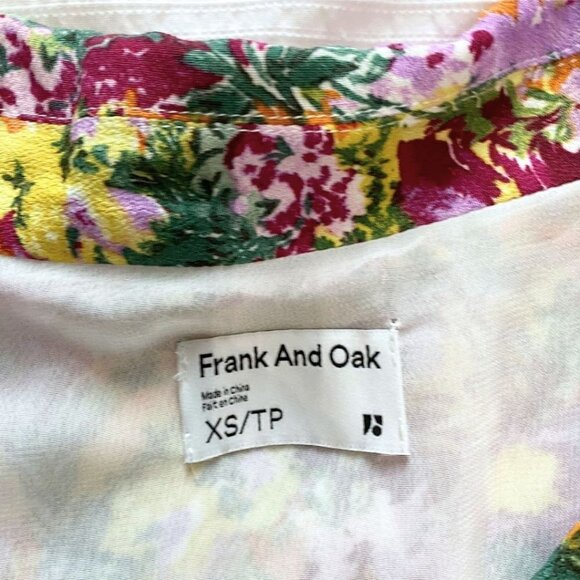 Frank And Oak
Made in China
Fait en Chine
XS/TP